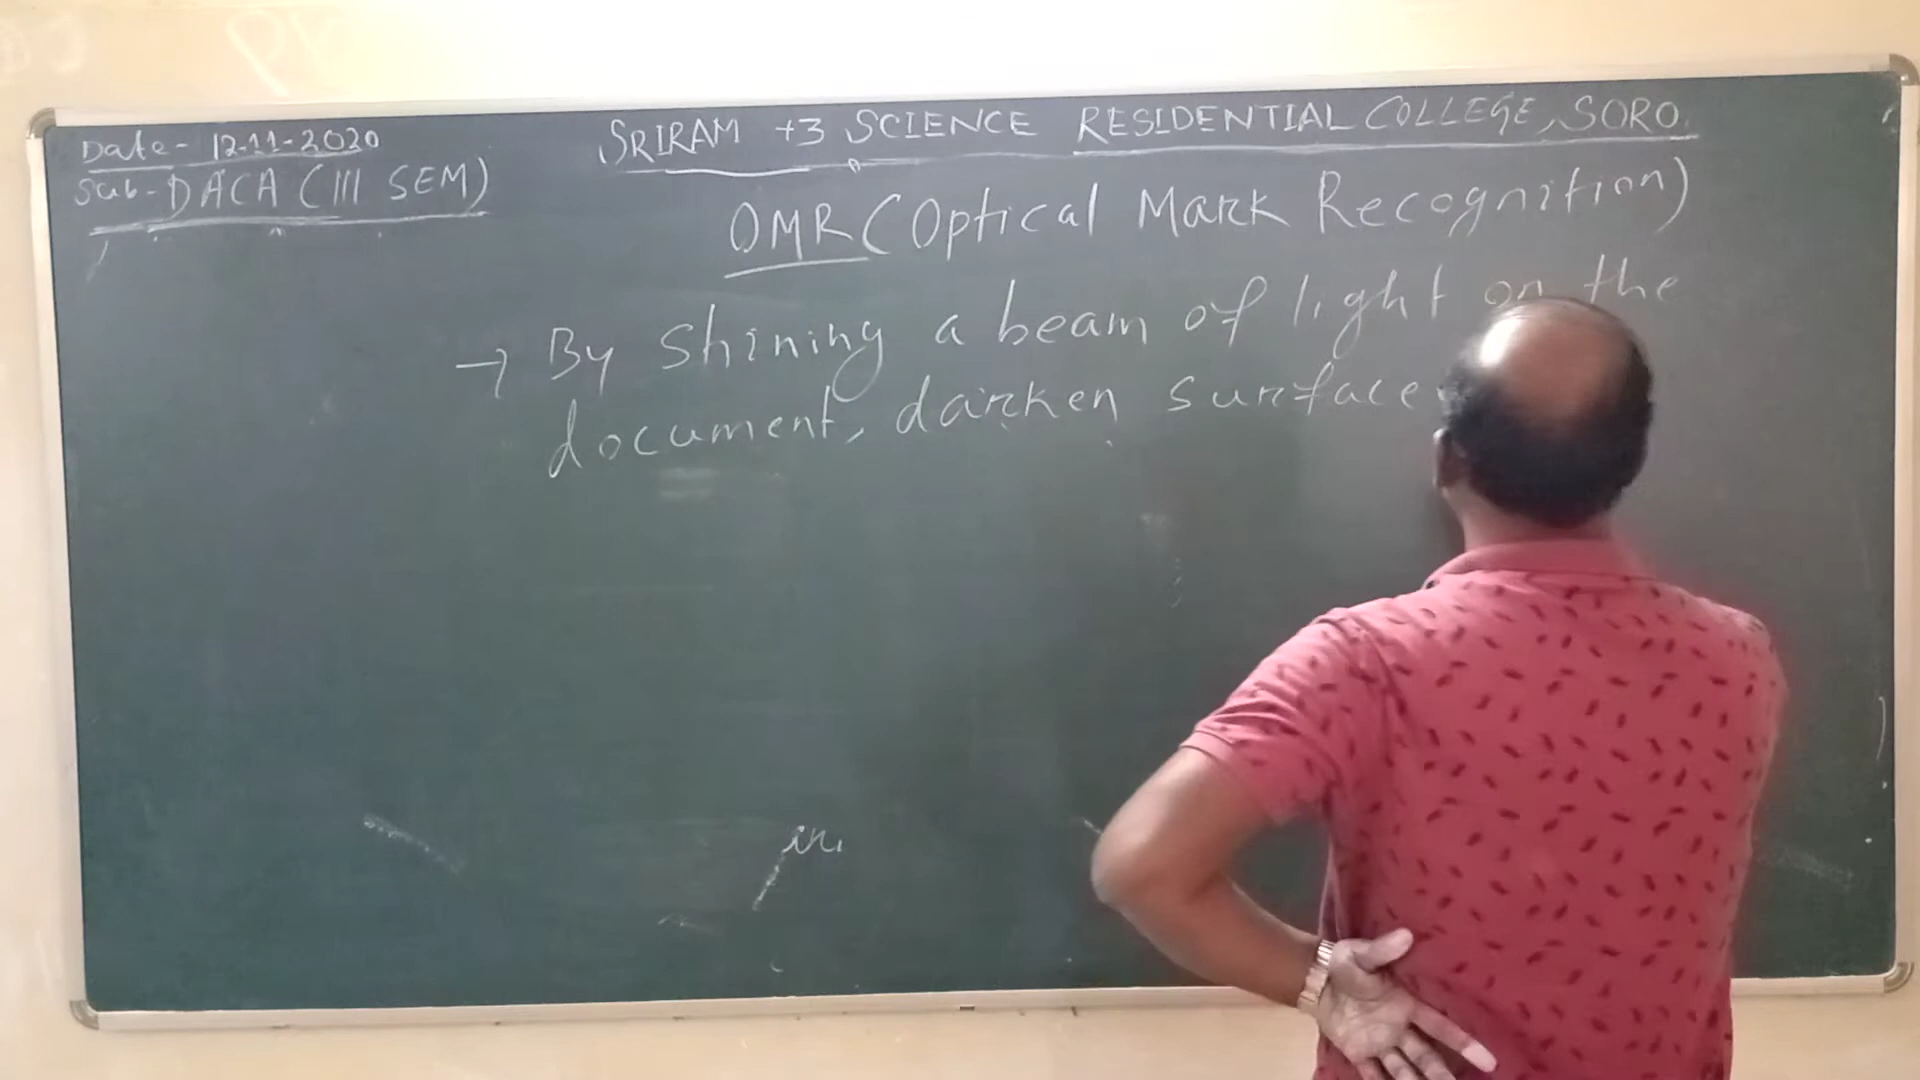 Date- 12-11-2020
SRIRAM +3 SCIENCE RESIDENTIAL COLLEGE, SORO.
Sub- DACA (III SEM)
OMR (Optical Mark Recognition)
→ By shining a beam of light on the
document, darken surface
in